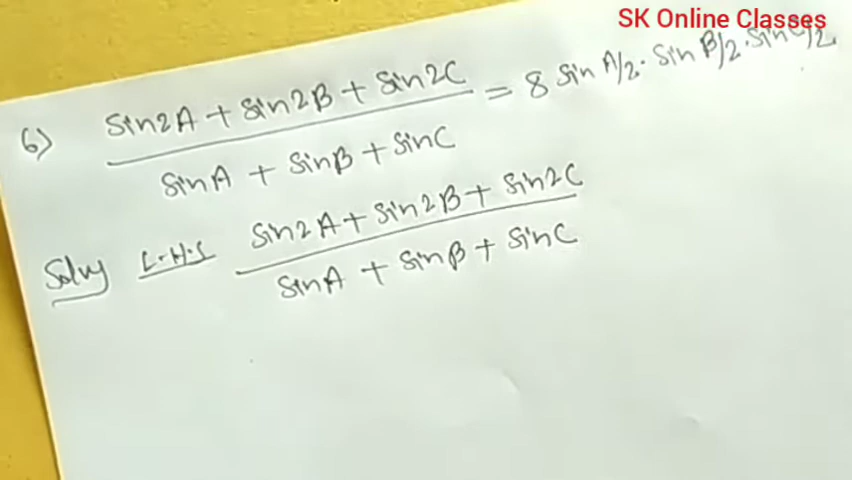 SK Online Classes
6) sin2A + sin2B + sin2C / sinA + sinB + sinC = 8 sin A/2 · sin B/2 · sin C/2
Soln L.H.S sin2A + sin2B + sin2C / sinA + sinB + sinC